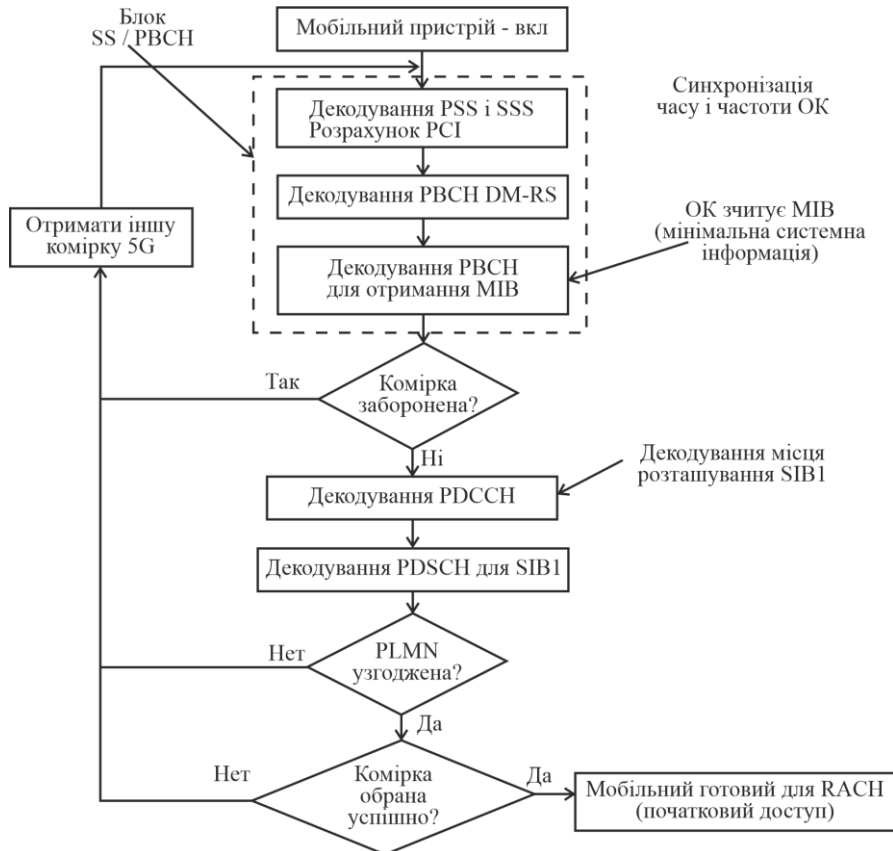 Блок
SS / PBCH
Мобільний пристрій - вкл
Синхронізація
часу і частоти ОК
Декодування PSS і SSS
Розрахунок PCI
Декодування PBCH DM-RS
Отримати іншу
комірку 5G
ОК зчитує MIB
(мінімальна системна
інформація)
Декодування PBCH
для отримання MIB
Так
Комірка
заборонена?
Ні
Декодування місця
розташування SIB1
Декодування PDCCH
Декодування PDSCH для SIB1
Нет
PLMN
узгоджена?
Да
Нет
Комірка
обрана
успішно?
Да
Мобільний готовий для RACH
(початковий доступ)